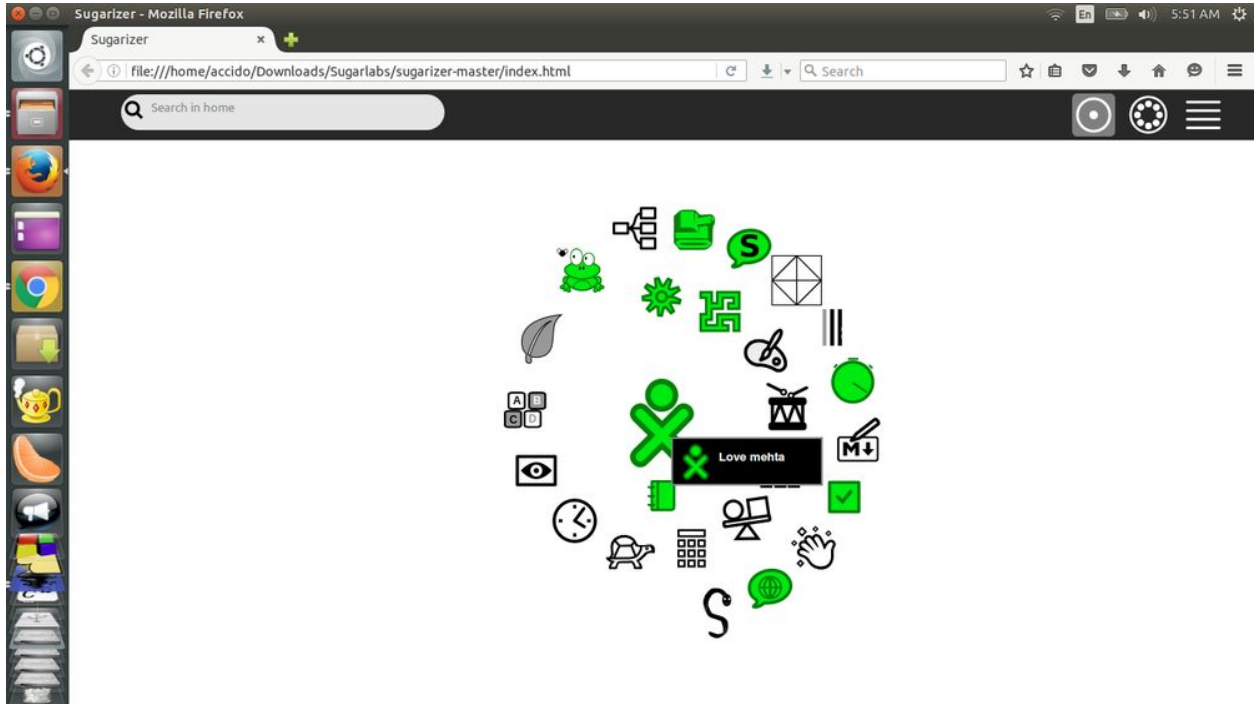 Sugarizer - Mozilla Firefox
En
5:51 AM
Sugarizer
file:///home/accido/Downloads/Sugarlabs/sugarizer-master/index.html
Search
Search in home
S
A B
C D
M
Love mehta